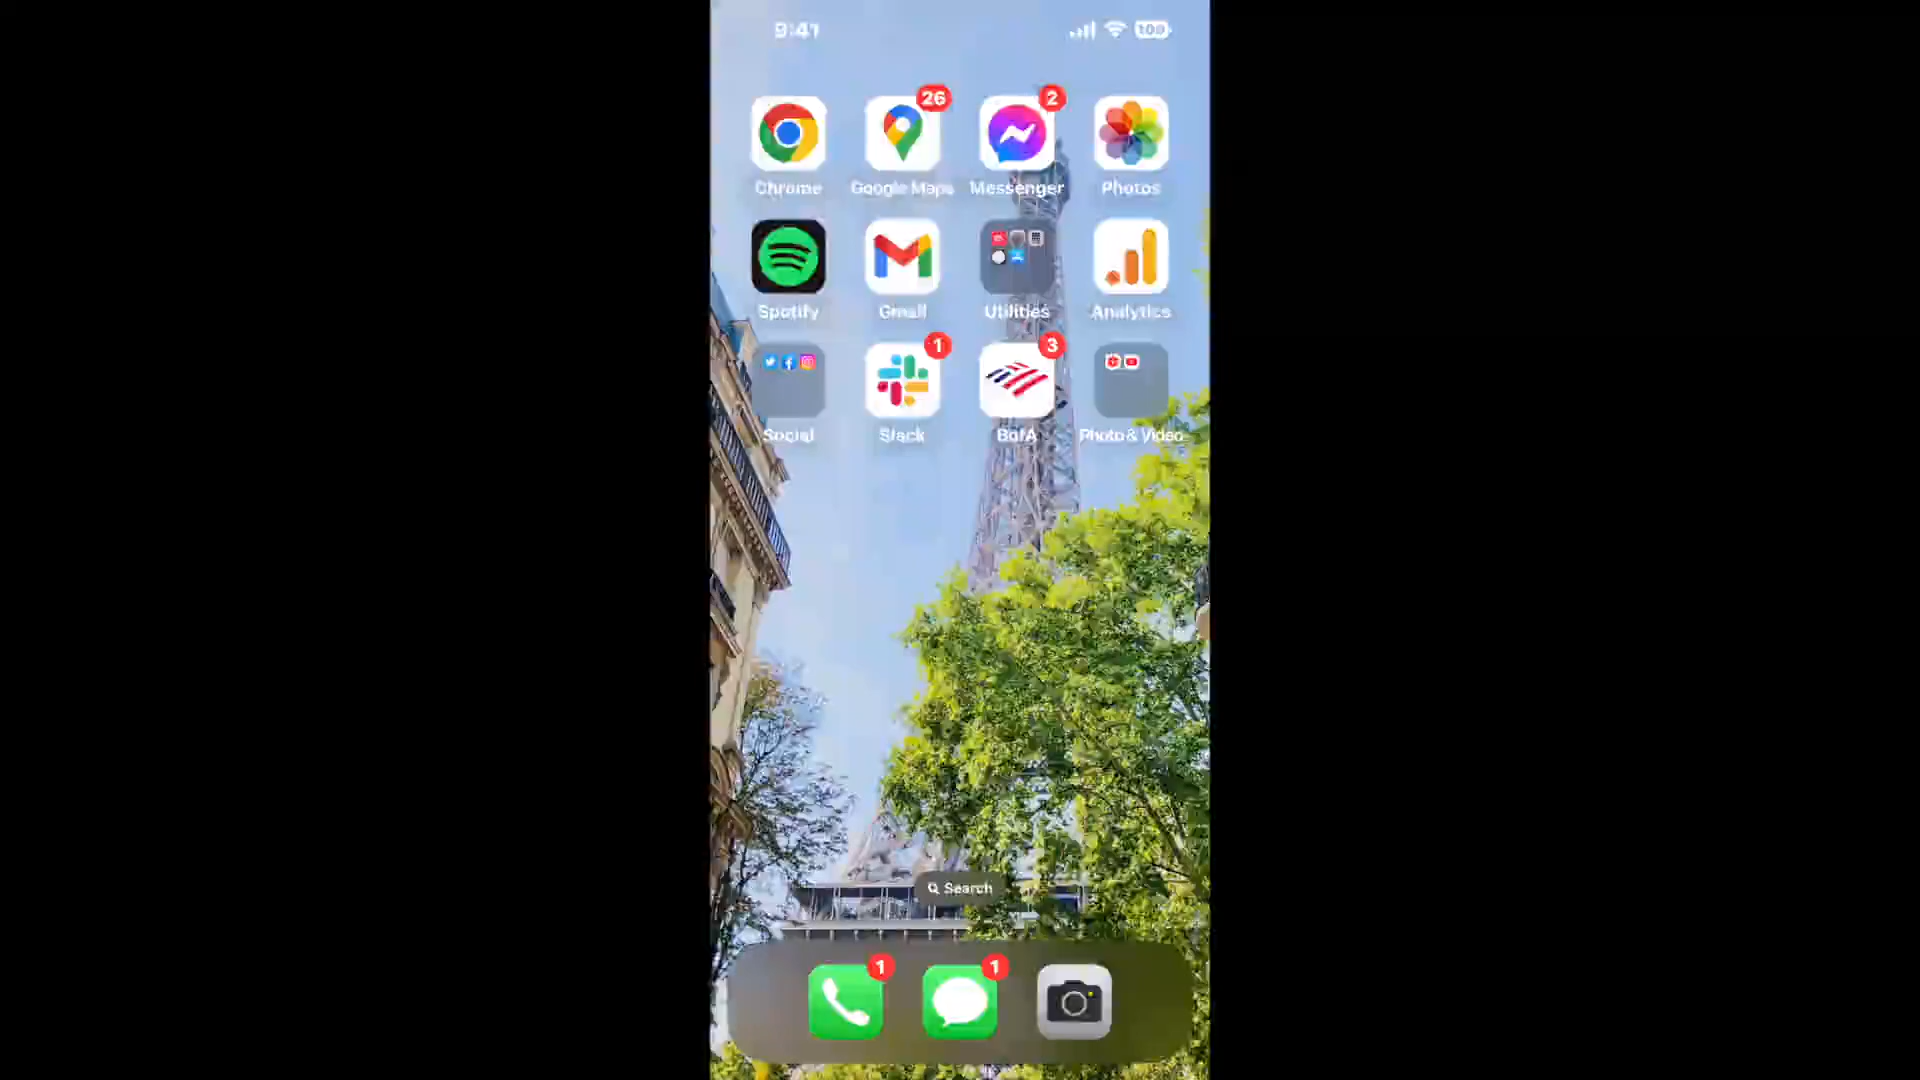 9:41
100
26
2
Chrome
Google Maps
Messenger
Photos
Spotify
Gmail
Utilities
Analytics
1
3
Social
Slack
BofA
Photo & Video
Search
1
1